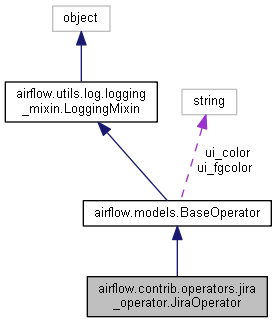 object
airflow.utils.log.logging
_mixin.LoggingMixin
string
ui_color
ui_fgcolor
airflow.models.BaseOperator
airflow.contrib.operators.jira
_operator.JiraOperator